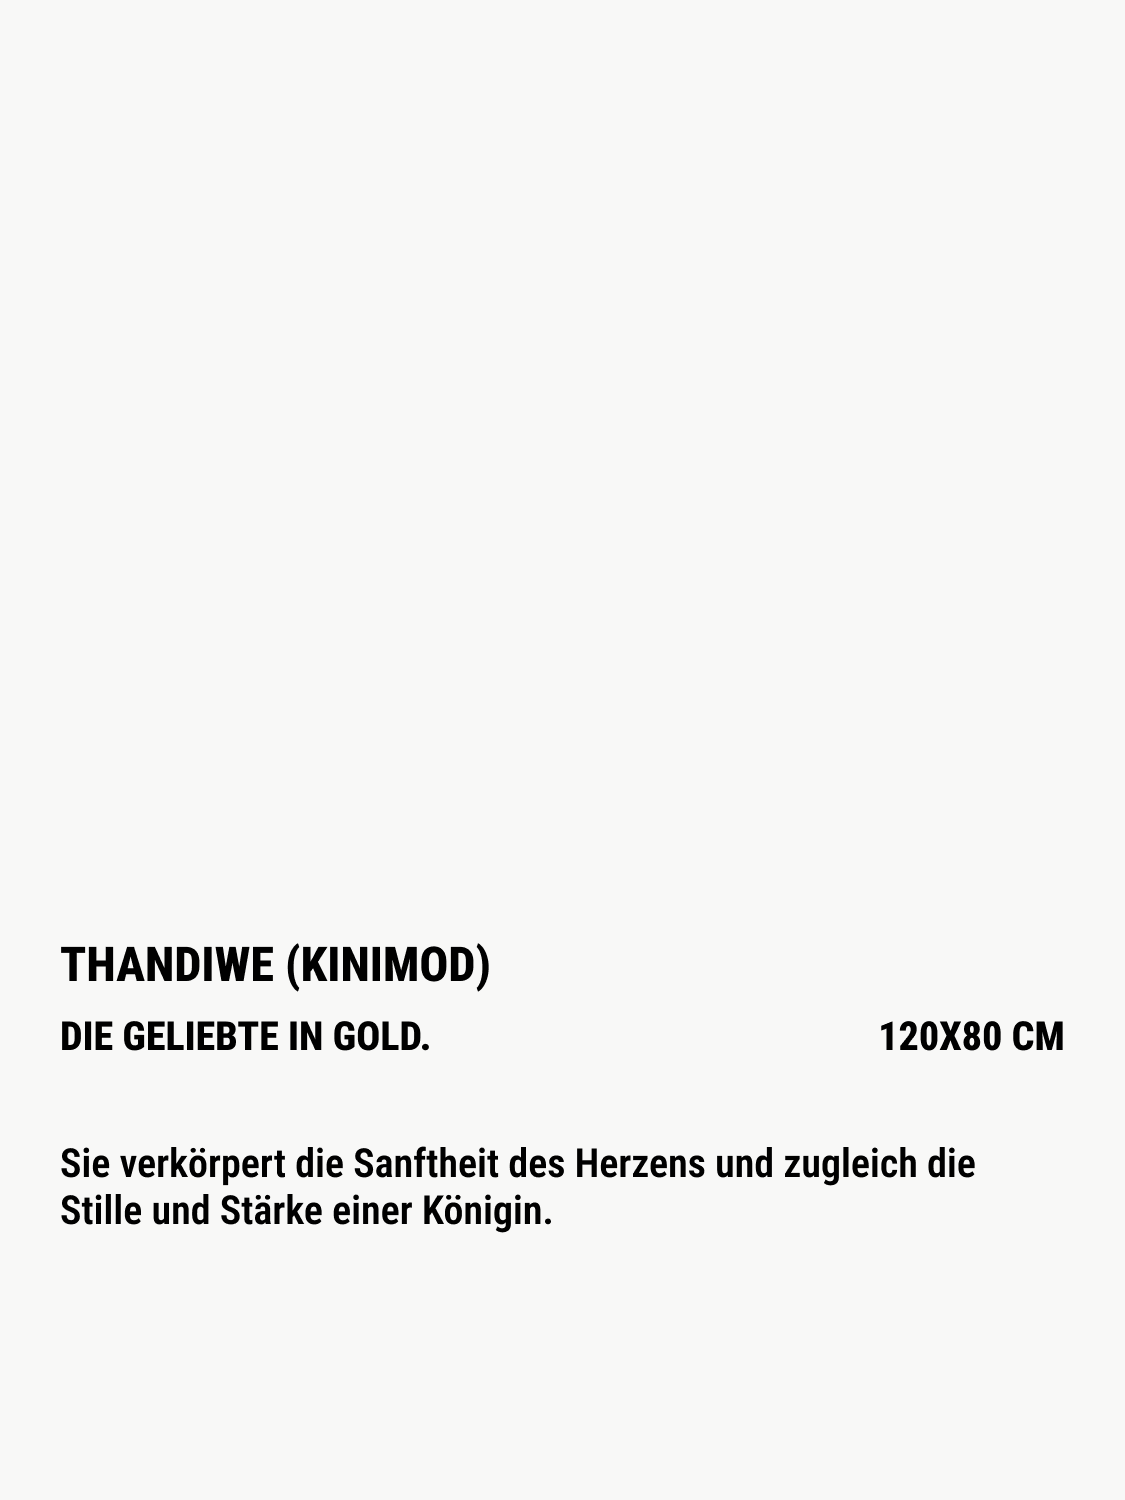 THANDIWE (KINIMOD)
DIE GELIEBTE IN GOLD. 120X80 CM
Sie verkörpert die Sanftheit des Herzens und zugleich die
Stille und Stärke einer Königin.